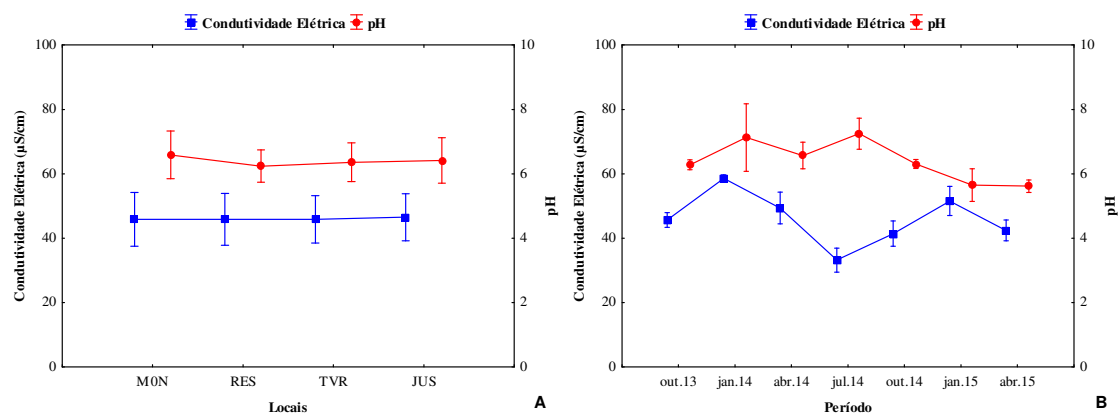 Condutividade Elétrica pH
100
80
60
40
20
0
Condutividade Elétrica (µS/cm)
10
8
6
4
2
0
pH
M0N RES TVR JUS
Locais
A
Condutividade Elétrica pH
100
80
60
40
20
0
Condutividade Elétrica (µS/cm)
10
8
6
4
2
0
pH
out.13 jan.14 abr.14 jul.14 out.14 jan.15 abr.15
Período
B